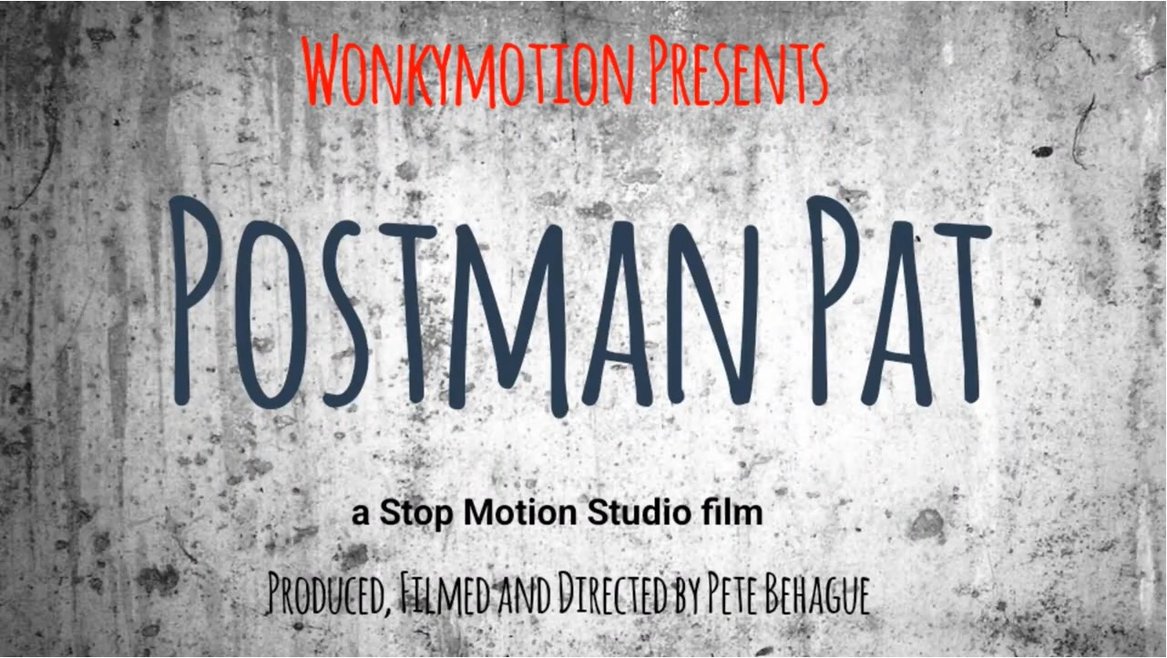 Wonkymotion Presents
Postman Pat
a Stop Motion Studio film
Produced, Filmed and Directed by Pete Behague